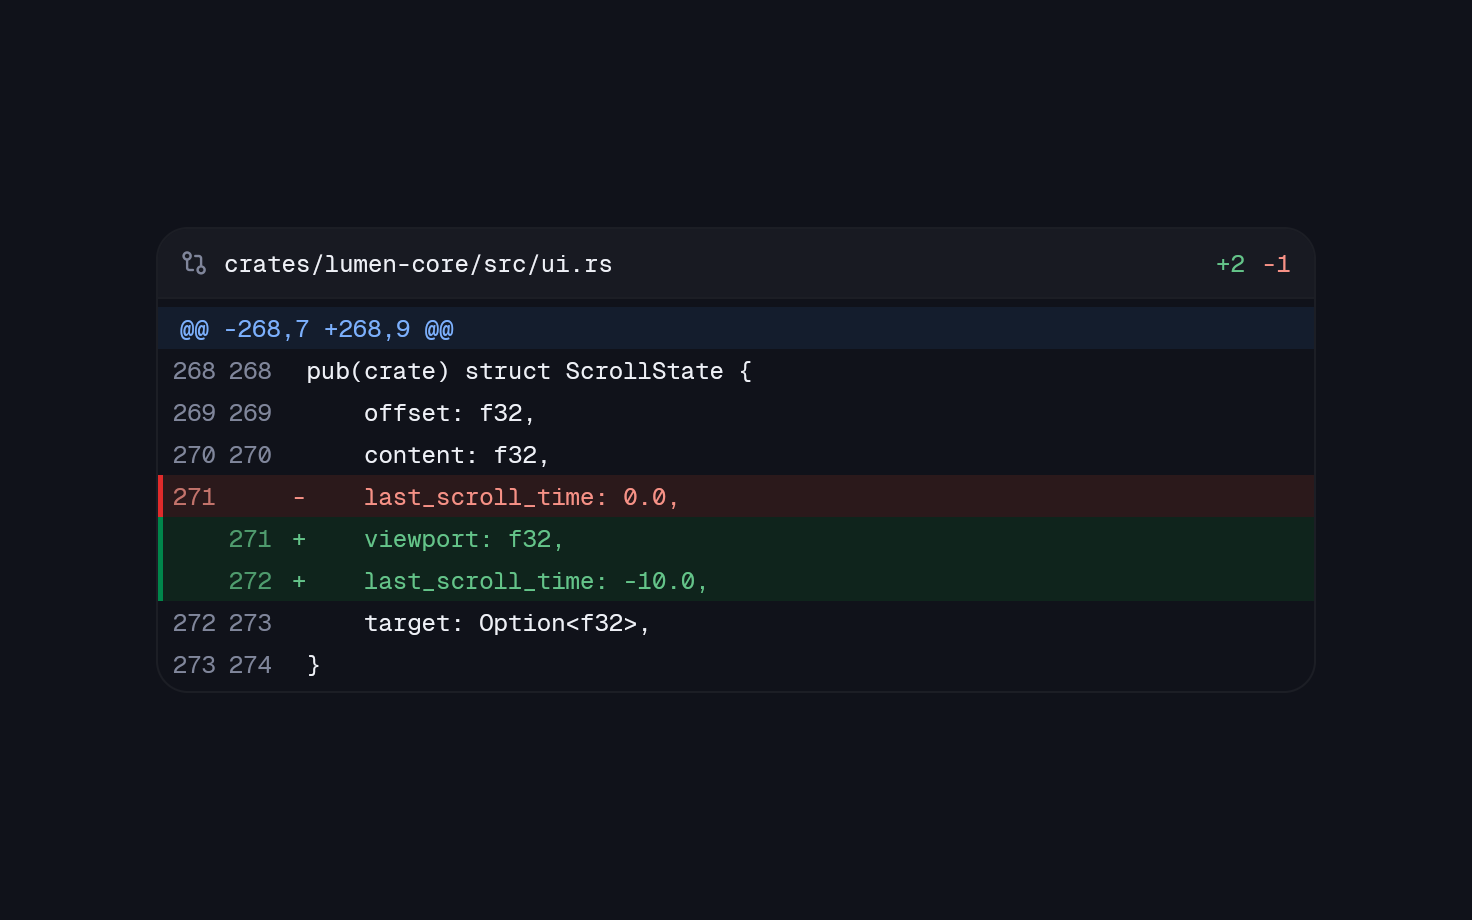 crates/lumen-core/src/ui.rs +2 -1
@@ -268,7 +268,9 @@
268 268 pub(crate) struct ScrollState {
269 269     offset: f32,
270 270     content: f32,
271 -    last_scroll_time: 0.0,
271 +    viewport: f32,
272 +    last_scroll_time: -10.0,
272 273     target: Option<f32>,
273 274 }